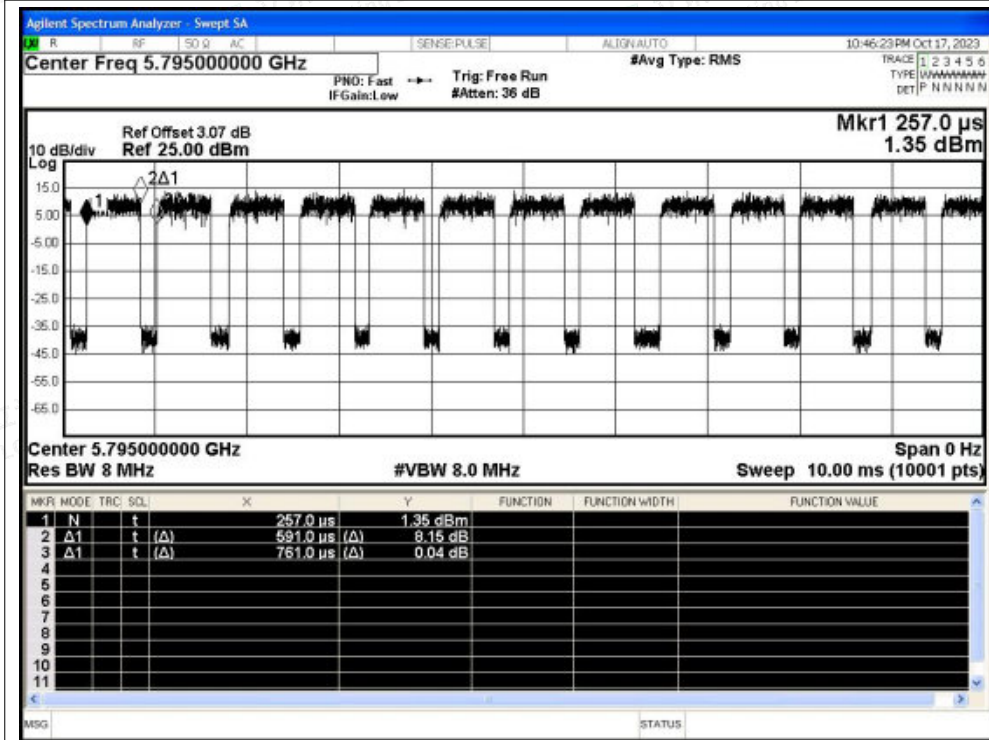 Agilent Spectrum Analyzer - Swept SA
R RF 50 Ω AC SENSE:PULSE ALIGN AUTO 10:46:23 PM Oct 17, 2023
Center Freq 5.795000000 GHz #Avg Type: RMS TRACE 1 2 3 4 5 6
PNO: Fast Trig: Free Run TYPE WWWWWWW
IFGain:Low #Atten: 36 dB DET P N N N N N
Mkr1 257.0 µs
Ref Offset 3.07 dB
10 dB/div Ref 25.00 dBm 1.35 dBm
Log
2Δ1
15.0
1
5.00
-5.00
-15.0
-25.0
-35.0
-45.0
-55.0
-65.0
Center 5.795000000 GHz Span 0 Hz
Res BW 8 MHz #VBW 8.0 MHz Sweep 10.00 ms (10001 pts)
MKR MODE TRC SCL X Y FUNCTION FUNCTION WIDTH FUNCTION VALUE
1 N t 257.0 µs 1.35 dBm
2 Δ1 t (Δ) 591.0 µs (Δ) 8.15 dB
3 Δ1 t (Δ) 761.0 µs (Δ) 0.04 dB
4
5
6
7
8
9
10
11
MSG STATUS